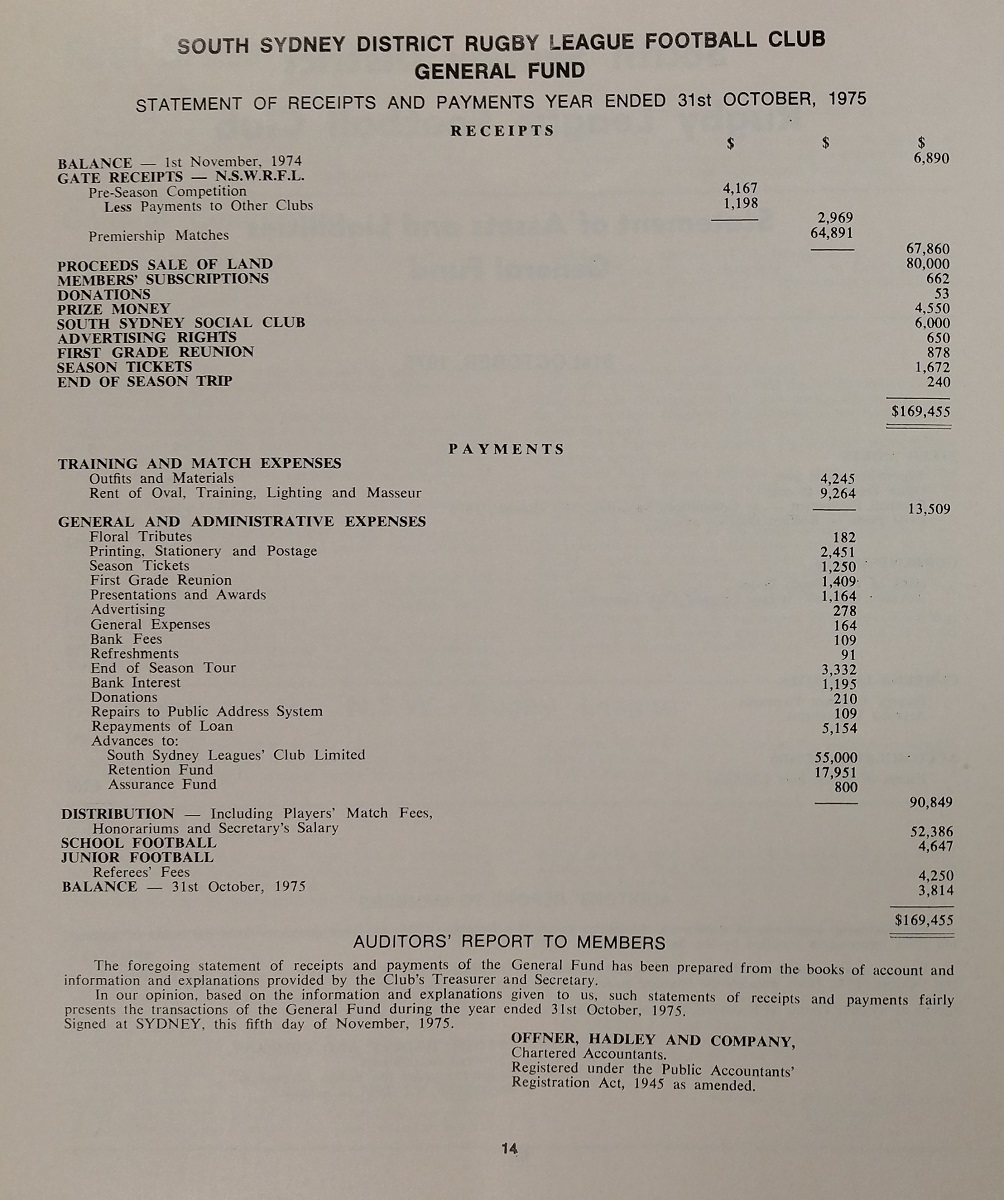 SOUTH SYDNEY DISTRICT RUGBY LEAGUE FOOTBALL CLUB
GENERAL FUND
STATEMENT OF RECEIPTS AND PAYMENTS YEAR ENDED 31st OCTOBER, 1975
RECEIPTS
$ $ $
BALANCE — 1st November, 1974 6,890
GATE RECEIPTS — N.S.W.R.F.L.
Pre-Season Competition 4,167
Less Payments to Other Clubs 1,198
2,969
Premiership Matches 64,891
67,860
PROCEEDS SALE OF LAND 80,000
MEMBERS' SUBSCRIPTIONS 662
DONATIONS 53
PRIZE MONEY 4,550
SOUTH SYDNEY SOCIAL CLUB 6,000
ADVERTISING RIGHTS 650
FIRST GRADE REUNION 878
SEASON TICKETS 1,672
END OF SEASON TRIP 240
$169,455
PAYMENTS
TRAINING AND MATCH EXPENSES
Outfits and Materials 4,245
Rent of Oval, Training, Lighting and Masseur 9,264
13,509
GENERAL AND ADMINISTRATIVE EXPENSES
Floral Tributes 182
Printing, Stationery and Postage 2,451
Season Tickets 1,250
First Grade Reunion 1,409
Presentations and Awards 1,164
Advertising 278
General Expenses 164
Bank Fees 109
Refreshments 91
End of Season Tour 3,332
Bank Interest 1,195
Donations 210
Repairs to Public Address System 109
Repayments of Loan 5,154
Advances to:
South Sydney Leagues' Club Limited 55,000
Retention Fund 17,951
Assurance Fund 800
90,849
DISTRIBUTION — Including Players' Match Fees,
Honorariums and Secretary's Salary 52,386
SCHOOL FOOTBALL 4,647
JUNIOR FOOTBALL
Referees' Fees 4,250
BALANCE — 31st October, 1975 3,814
$169,455
AUDITORS' REPORT TO MEMBERS
The foregoing statement of receipts and payments of the General Fund has been prepared from the books of account and
information and explanations provided by the Club's Treasurer and Secretary.
In our opinion, based on the information and explanations given to us, such statements of receipts and payments fairly
presents the transactions of the General Fund during the year ended 31st October, 1975.
Signed at SYDNEY, this fifth day of November, 1975.
OFFNER, HADLEY AND COMPANY,
Chartered Accountants.
Registered under the Public Accountants'
Registration Act, 1945 as amended.
14